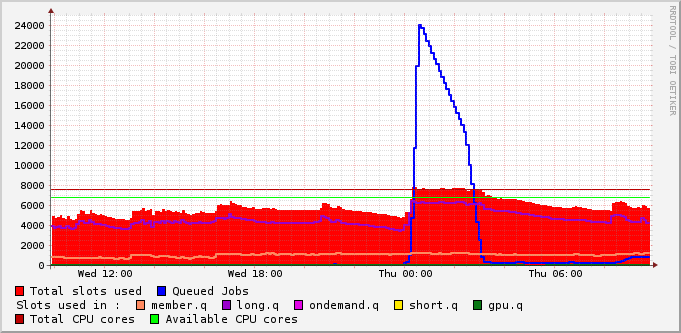 RRDTOOL / TOBI OETIKER
24000
22000
20000
18000
16000
14000
12000
10000
8000
6000
4000
2000
0
Wed 12:00 Wed 18:00 Thu 00:00 Thu 06:00
Total slots used Queued Jobs
Slots used in : member.q long.q ondemand.q short.q gpu.q
Total CPU cores Available CPU cores